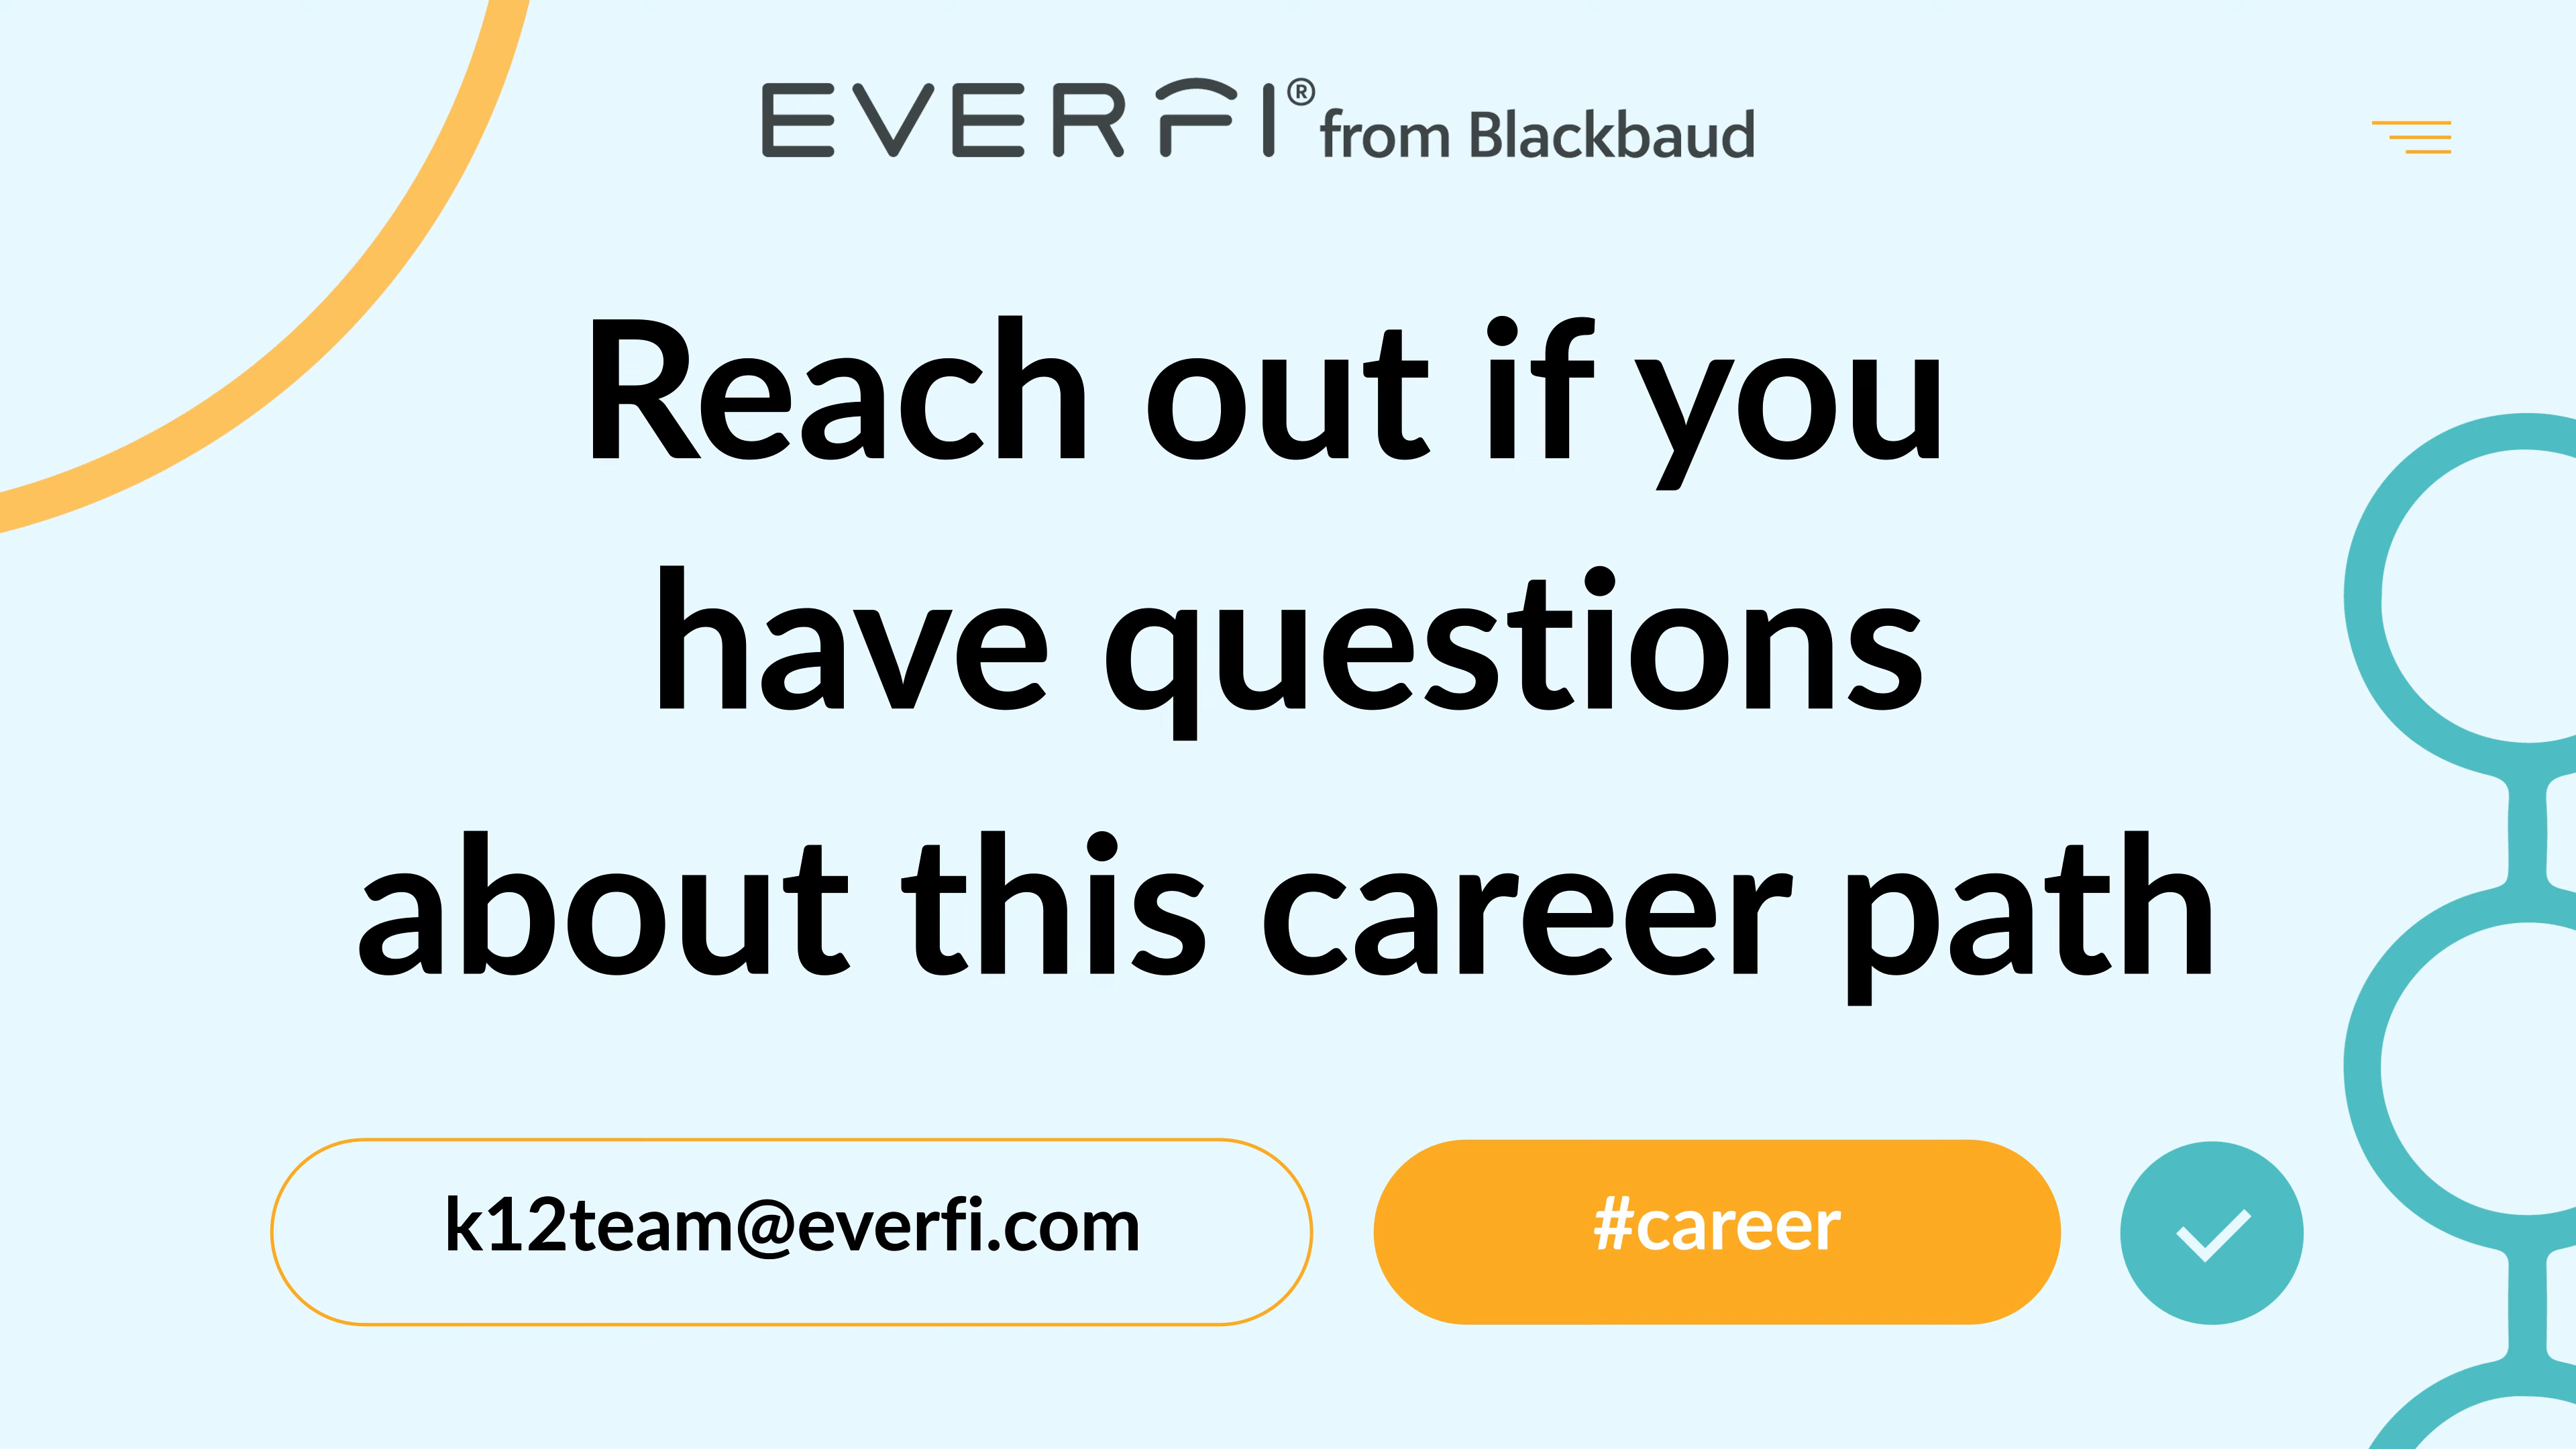 EVERFI® from Blackbaud
Reach out if you
have questions
about this career path
k12team@everfi.com
#career